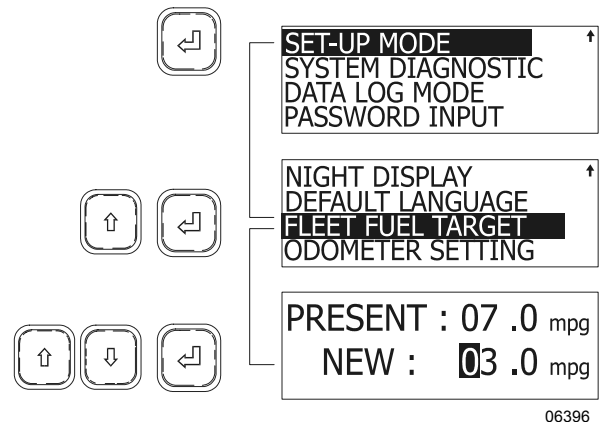 SET-UP MODE
SYSTEM DIAGNOSTIC
DATA LOG MODE
PASSWORD INPUT
NIGHT DISPLAY
DEFAULT LANGUAGE
FLEET FUEL TARGET
ODOMETER SETTING
PRESENT : 07 .0 mpg
NEW : 03 .0 mpg
06396